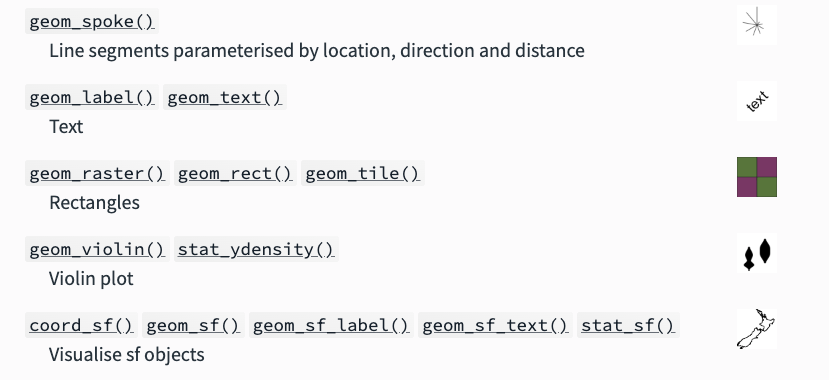 geom_spoke()
Line segments parameterised by location, direction and distance
geom_label() geom_text()
text
Text
geom_raster() geom_rect() geom_tile()
Rectangles
geom_violin() stat_ydensity()
Violin plot
coord_sf() geom_sf() geom_sf_label() geom_sf_text() stat_sf()
Visualise sf objects